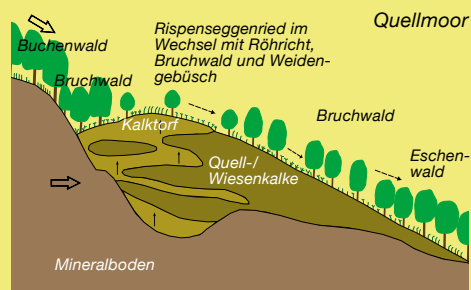 Quellmoor
Buchenwald
Bruchwald
Rispenseggenried im
Wechsel mit Röhricht,
Bruchwald und Weiden-
gebüsch
Bruchwald
Eschen-
wald
Kalktorf
Quell-/
Wiesenkalke
Mineralboden